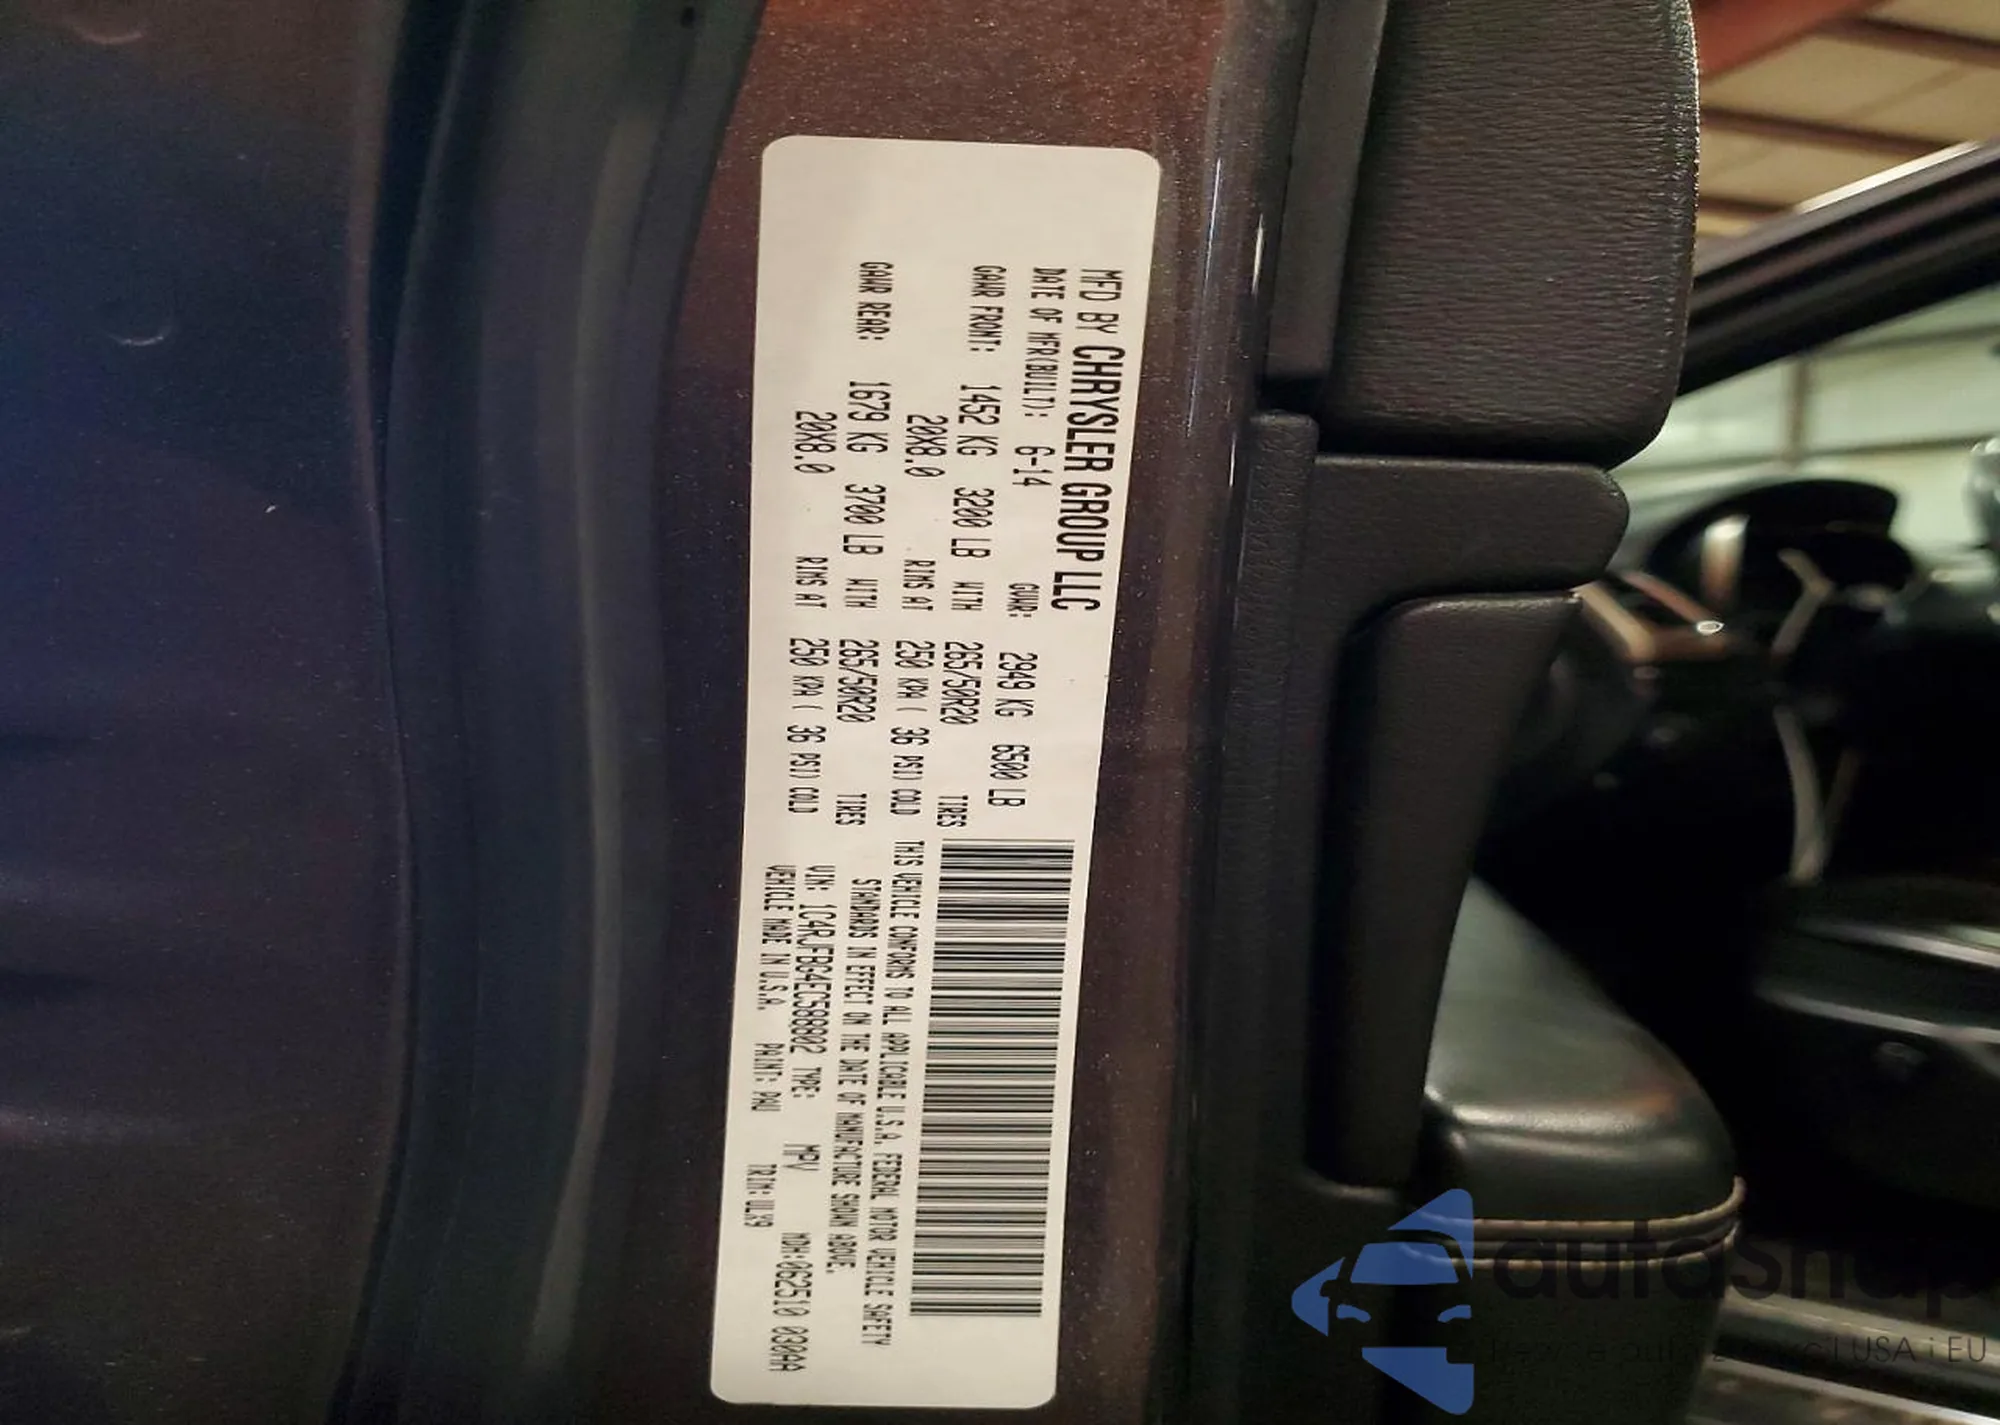 MFD BY CHRYSLER GROUP LLC
DATE OF MFR(BUILT): 6-14 GVWR: 2949 KG 6500 LB
GAWR FRONT: 1452 KG 3200 LB WITH 265/50R20 TIRES
20X8.0 RIMS AT 250 KPA ( 36 PSI) COLD
GAWR REAR: 1679 KG 3700 LB WITH 265/50R20 TIRES
20X8.0 RIMS AT 250 KPA ( 36 PSI) COLD
THIS VEHICLE CONFORMS TO ALL APPLICABLE U.S.A. FEDERAL MOTOR VEHICLE SAFETY
STANDARDS IN EFFECT ON THE DATE OF MANUFACTURE SHOWN ABOVE.
VIN: 1C4RJFBG4EC588802 TYPE: MPV MDH:062510 030AA
VEHICLE MADE IN U.S.A. PAINT: PAU TRIM: ULX9
autosnap
USA i EU